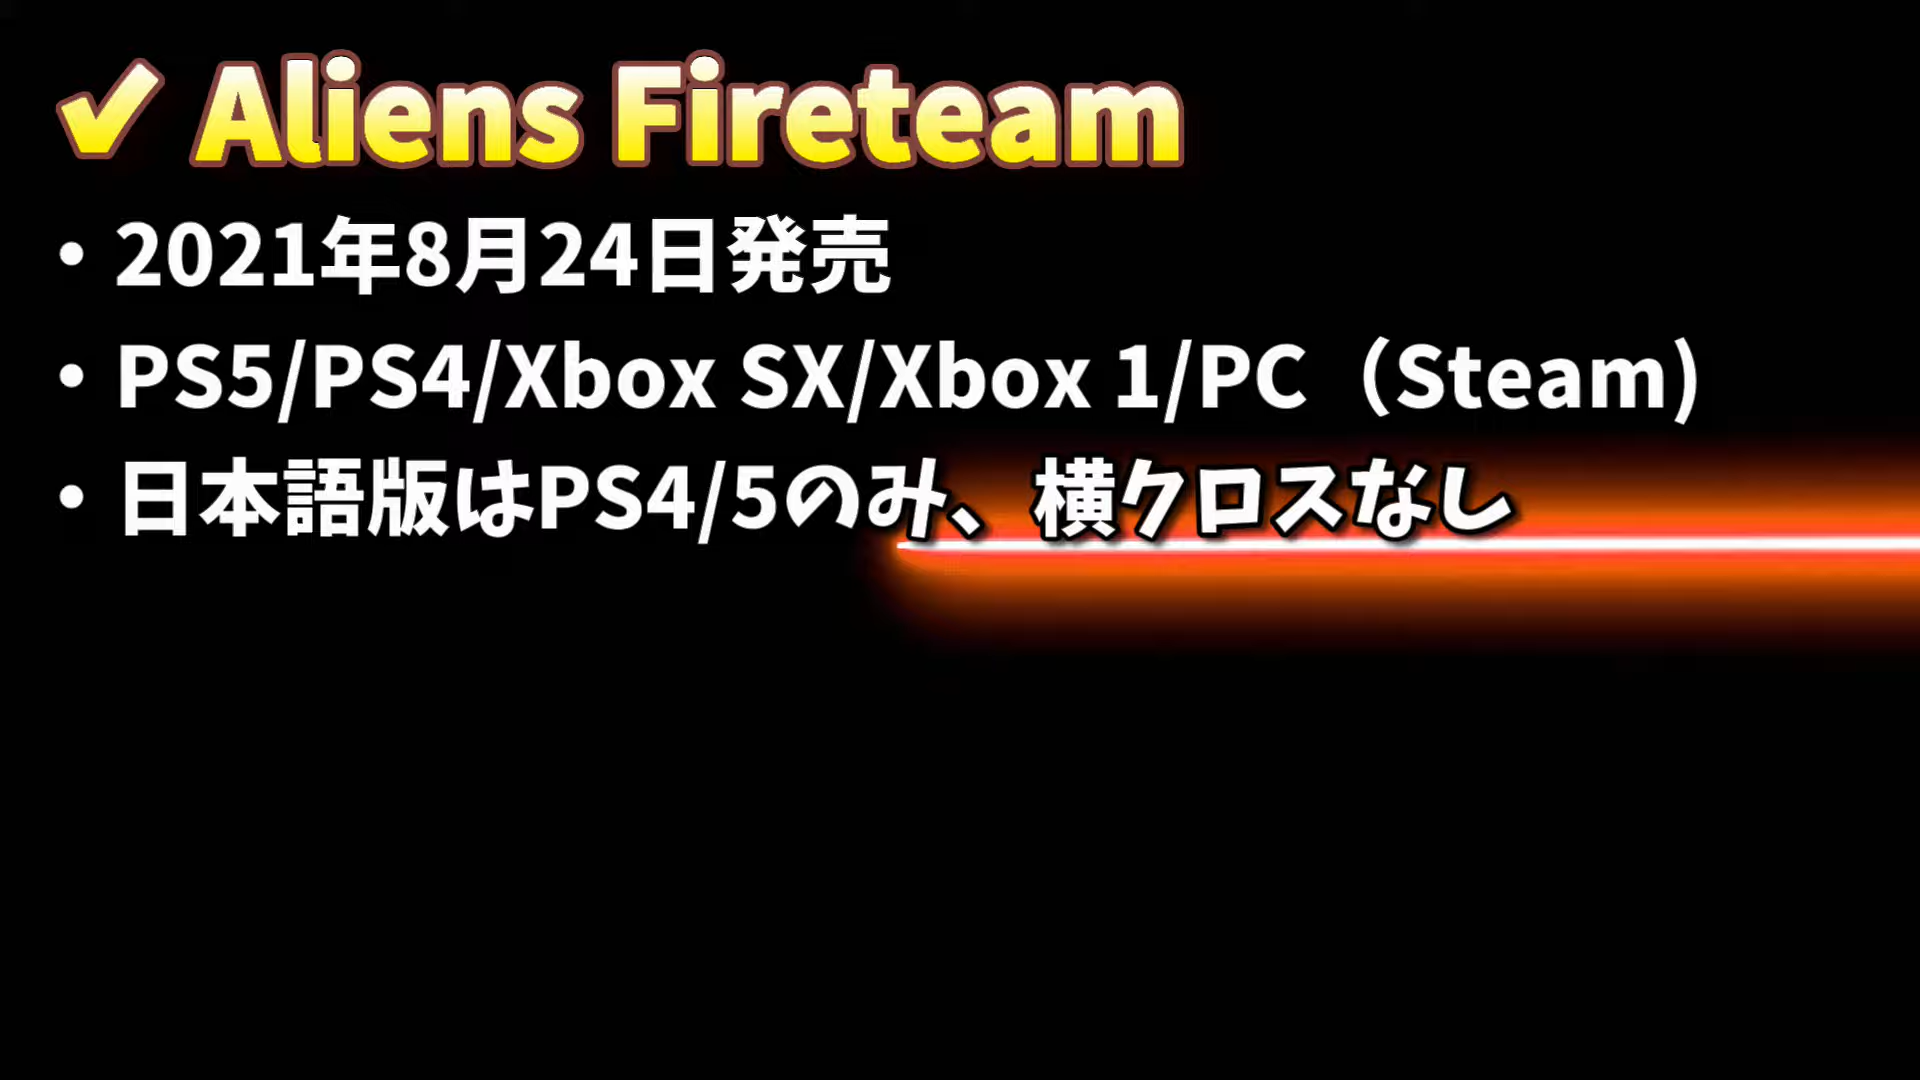 ✔ Aliens Fireteam
・2021年8月24日発売
・PS5/PS4/Xbox SX/Xbox 1/PC（Steam)
・日本語版はPS4/5のみ、横クロスなし